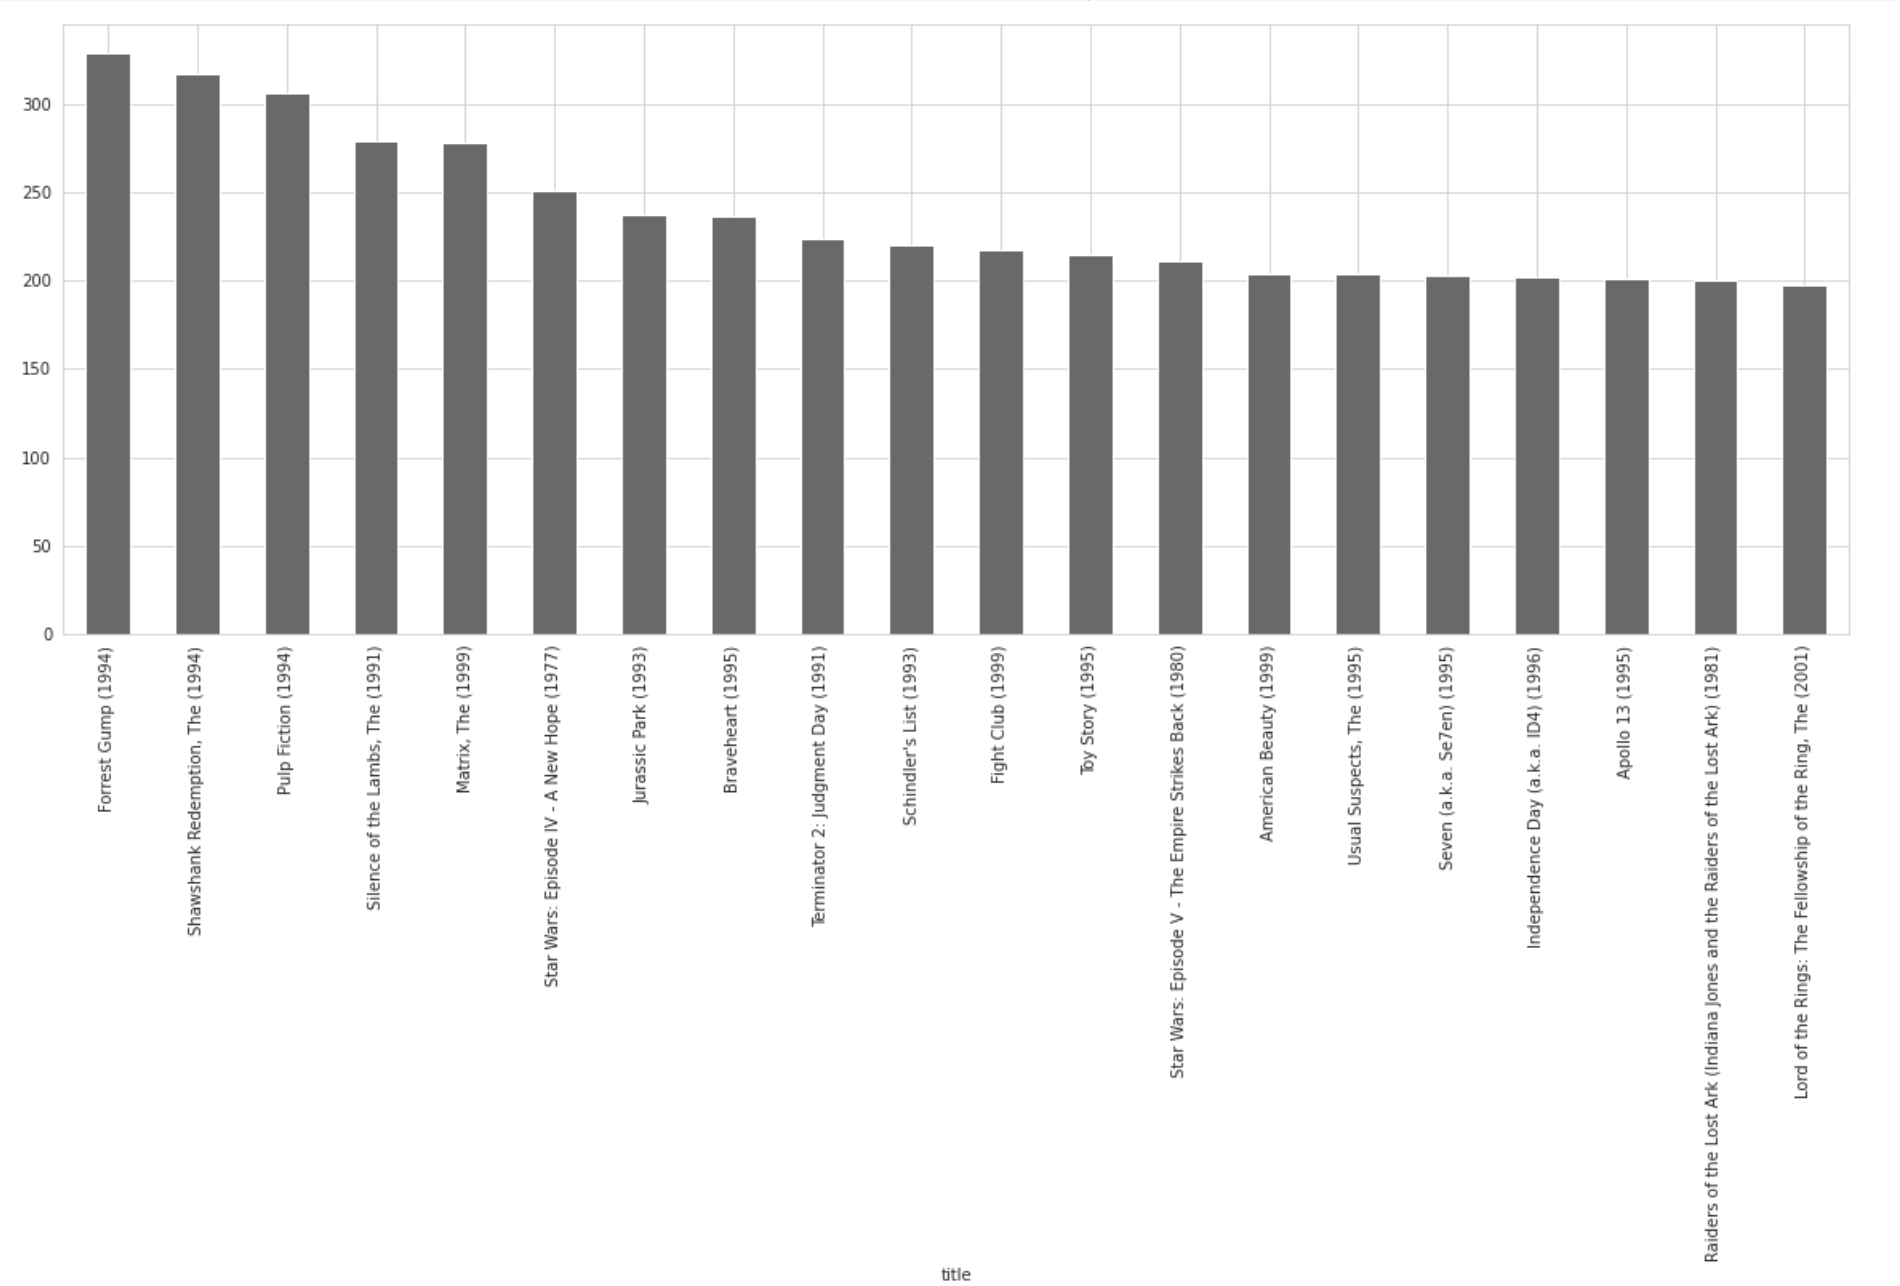 300
250
200
150
100
50
0
Forrest Gump (1994)
Shawshank Redemption, The (1994)
Pulp Fiction (1994)
Silence of the Lambs, The (1991)
Matrix, The (1999)
Star Wars: Episode IV - A New Hope (1977)
Jurassic Park (1993)
Braveheart (1995)
Terminator 2: Judgment Day (1991)
Schindler's List (1993)
Fight Club (1999)
Toy Story (1995)
Star Wars: Episode V - The Empire Strikes Back (1980)
American Beauty (1999)
Usual Suspects, The (1995)
Seven (a.k.a. Se7en) (1995)
Independence Day (a.k.a. ID4) (1996)
Apollo 13 (1995)
Raiders of the Lost Ark (Indiana Jones and the Raiders of the Lost Ark) (1981)
Lord of the Rings: The Fellowship of the Ring, The (2001)
title